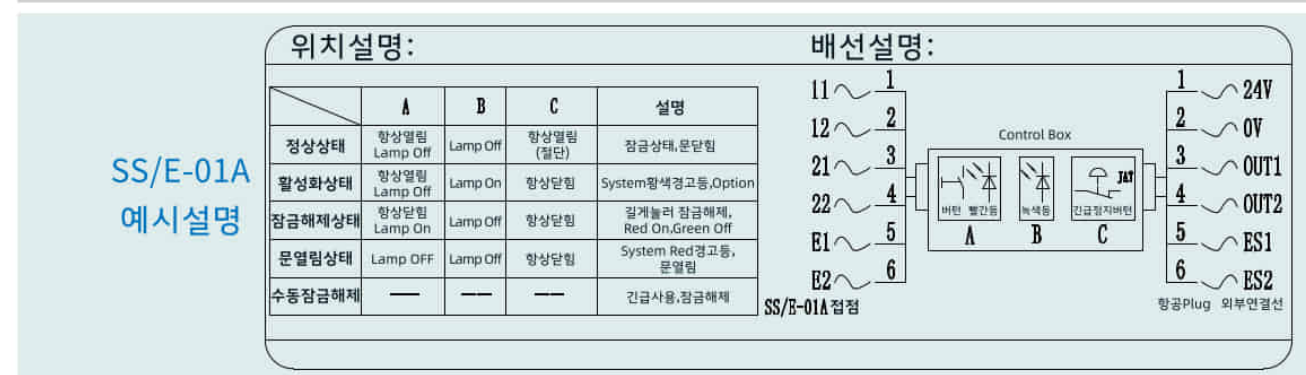 위치설명:
배선설명:
SS/E-01A
예시설명
A B C 설명
정상상태 항상열림 Lamp Off Lamp Off 항상열림 (절단) 잠금상태,문닫힘
활성화상태 항상열림 Lamp Off Lamp On 항상닫힘 System황색경고등,Option
잠금해제상태 항상닫힘 Lamp On Lamp Off 항상닫힘 길게눌러 잠금해제, Red On,Green Off
문열림상태 Lamp OFF Lamp Off 항상닫힘 System Red경고등, 문열림
수동잠금해제 — —— —— 긴급사용,잠금해제
11 1
12 2
21 3
22 4
E1 5
E2 6
SS/E-01A접점
Control Box
버턴 빨간등
녹색등
JAT
긴급정지버턴
A B C
1 24V
2 0V
3 OUT1
4 OUT2
5 ES1
6 ES2
항공Plug 외부연결선